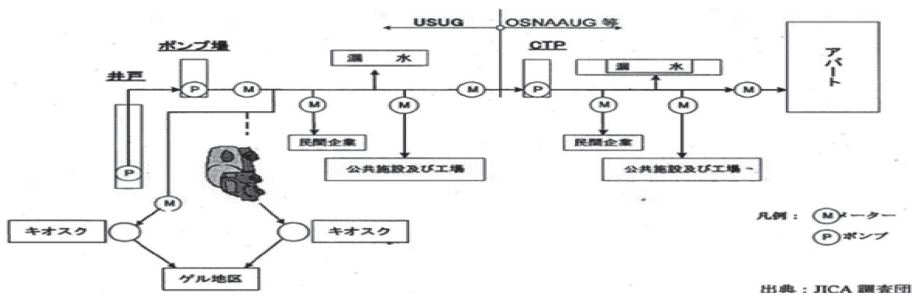 USUG OSNAAUG 等
ポンプ場
CTP
井戸
漏 水
漏 水
アパート
P M M P M
M M M M
民間企業
民間企業
公共施設及び工場
公共施設及び工場
P
M
キオスク
キオスク
ゲル地区
凡例: M メーター
P ポンプ
出典:JICA 調査団